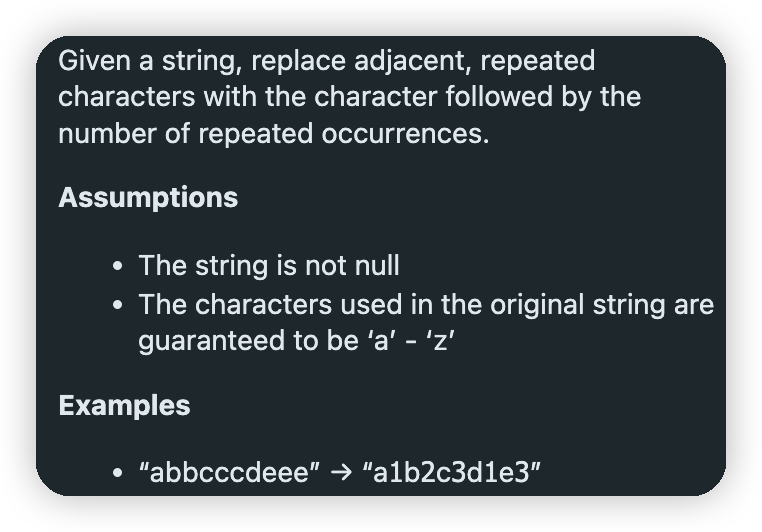 Given a string, replace adjacent, repeated
characters with the character followed by the
number of repeated occurrences.
Assumptions
• The string is not null
• The characters used in the original string are
guaranteed to be ‘a’ - ‘z’
Examples
• “abbcccdeee” → “a1b2c3d1e3”